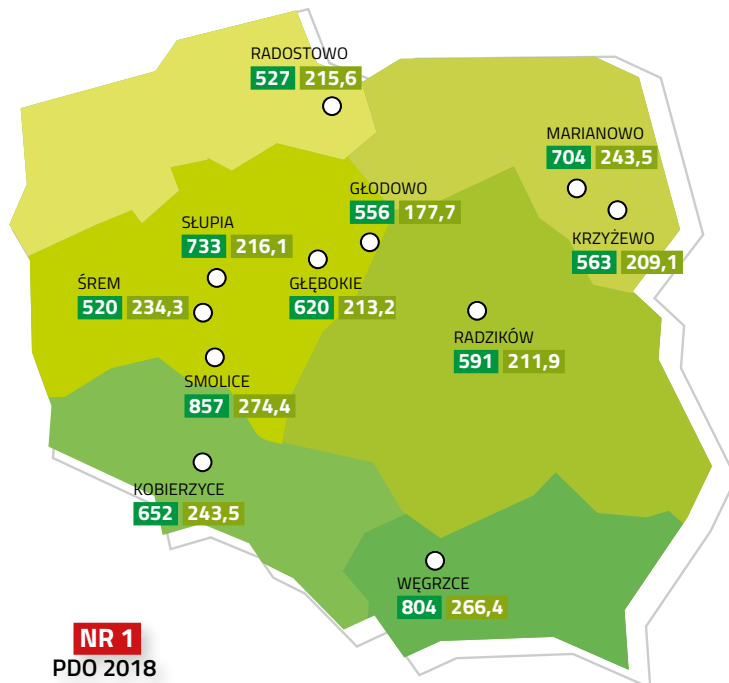 RADOSTOWO
527 215,6
MARIANOWO
704 243,5
GŁODOWO
556 177,7
SŁUPIA
733 216,1
KRZYŻEWO
563 209,1
ŚREM
520 234,3
GŁĘBOKIE
620 213,2
RADZIKÓW
591 211,9
SMOLICE
857 274,4
KOBIERZYCE
652 243,5
WĘGRZCE
804 266,4
NR 1
PDO 2018